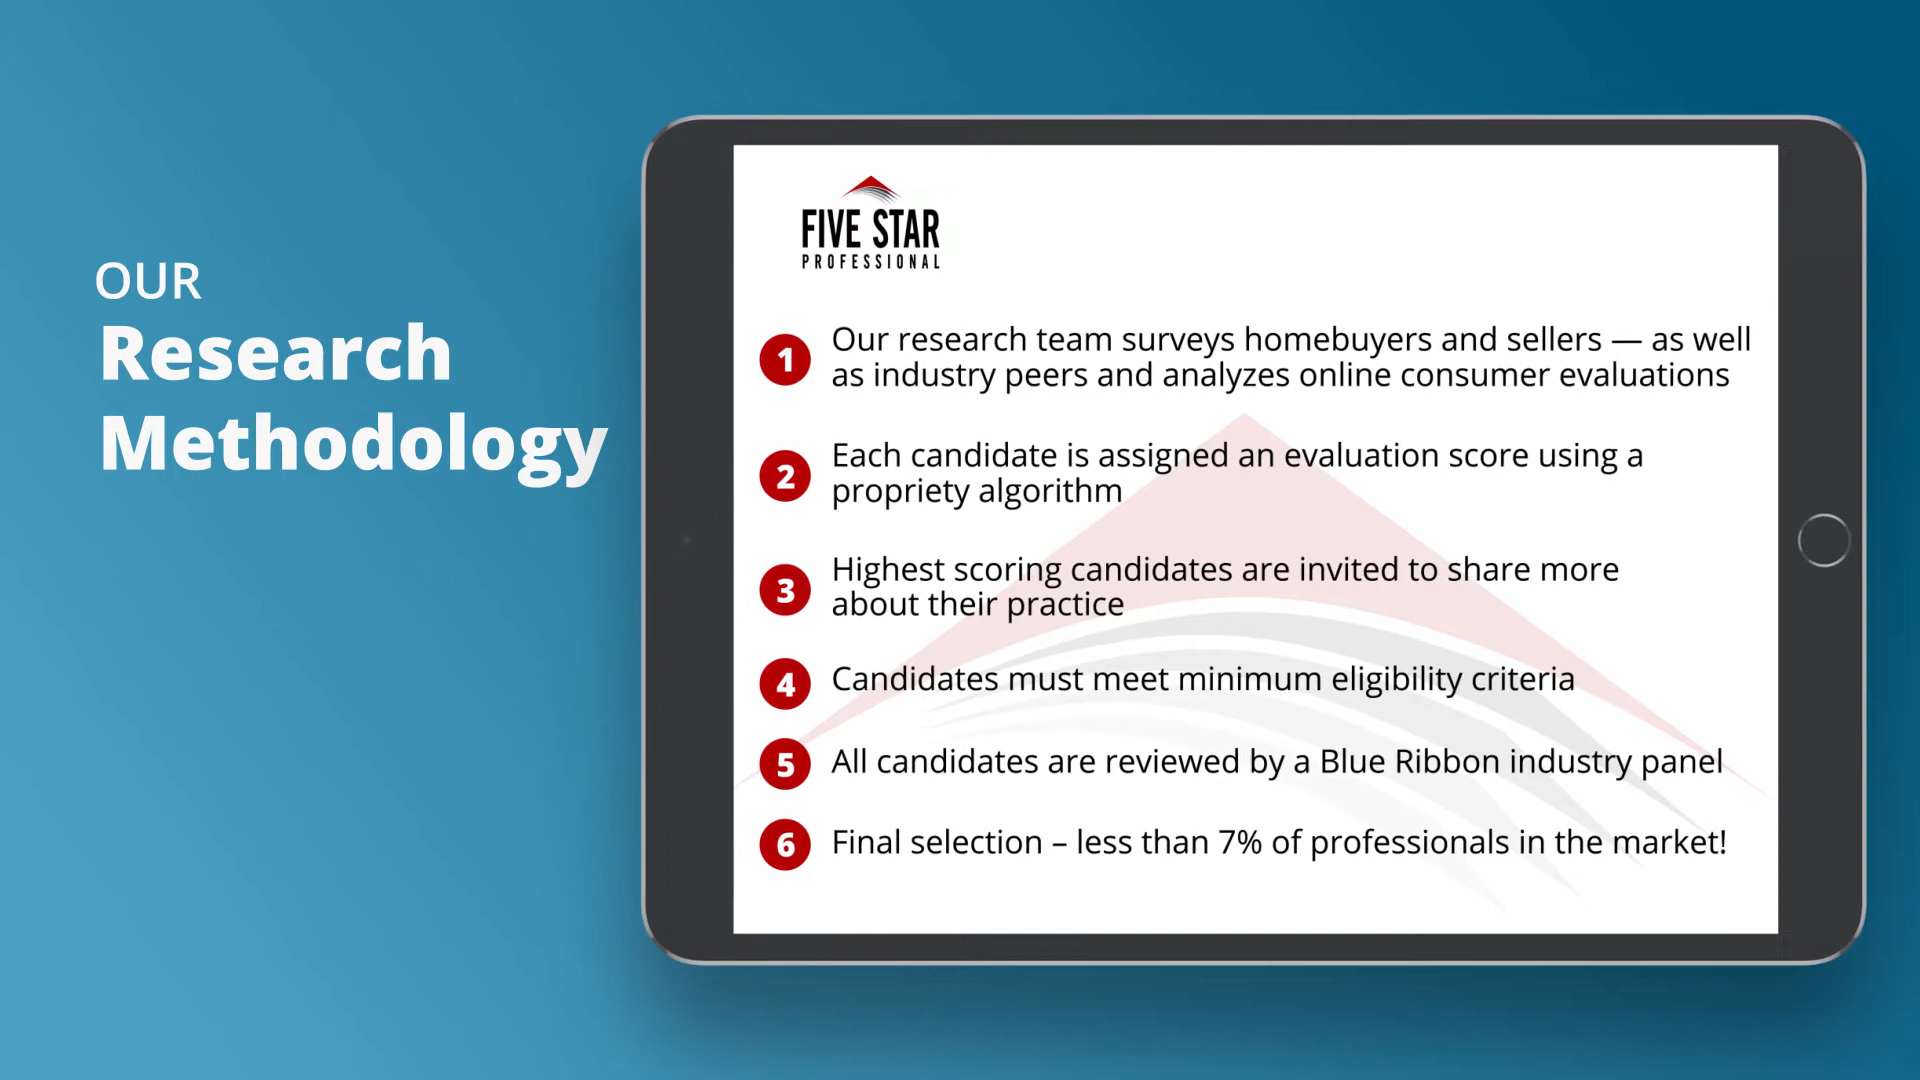 OUR
Research
Methodology
FIVE STAR
PROFESSIONAL
1 Our research team surveys homebuyers and sellers — as well
as industry peers and analyzes online consumer evaluations
2 Each candidate is assigned an evaluation score using a
propriety algorithm
3 Highest scoring candidates are invited to share more
about their practice
4 Candidates must meet minimum eligibility criteria
5 All candidates are reviewed by a Blue Ribbon industry panel
6 Final selection – less than 7% of professionals in the market!